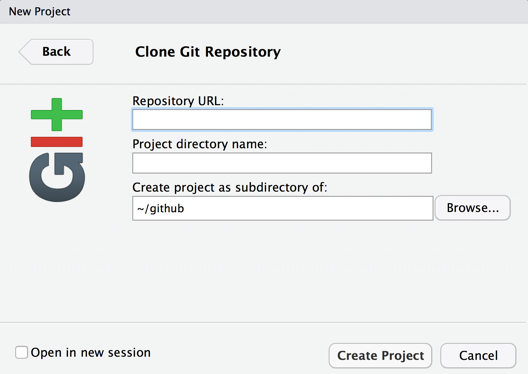 New Project
Back
Clone Git Repository
Repository URL:
Project directory name:
Create project as subdirectory of:
~/github
Browse...
git
Open in new session
Create Project
Cancel